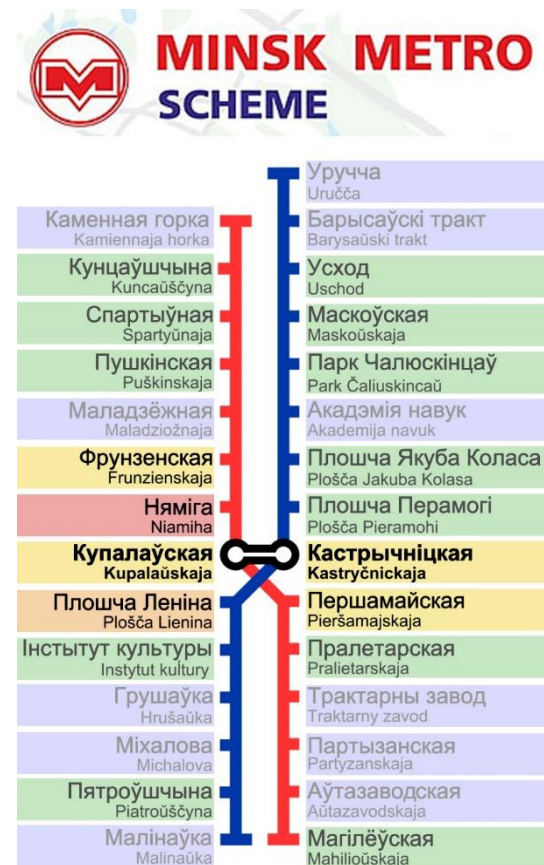 MINSK METRO
SCHEME
Уручча
Uručča
Каменная горка
Kamiennaja horka
Барысаўскі тракт
Barysaŭski trakt
Кунцаўшчына
Kuncaŭščyna
Усход
Uschod
Спартыўная
Spartyŭnaja
Маскоўская
Maskoŭskaja
Пушкінская
Puškinskaja
Парк Чалюскінцаў
Park Čaliuskincaŭ
Маладзёжная
Maladziožnaja
Акадэмія навук
Akademija navuk
Фрунзенская
Frunzienskaja
Плошча Якуба Коласа
Plošča Jakuba Kolasa
Няміга
Niamiha
Плошча Перамогі
Plošča Pieramohi
Купалаўская
Kupalaŭskaja
Кастрычніцкая
Kastryčnickaja
Плошча Леніна
Plošča Lienina
Першамайская
Pieršamajskaja
Інстытут культуры
Instytut kuĺtury
Пралетарская
Pralietarskaja
Грушаўка
Hrušaŭka
Трактарны завод
Traktarny zavod
Міхалова
Michalova
Партызанская
Partyzanskaja
Пятроўшчына
Piatroŭščyna
Аўтазаводская
Aŭtazavodskaja
Малінаўка
Malinaŭka
Магілёўская
Mahilioŭskaja